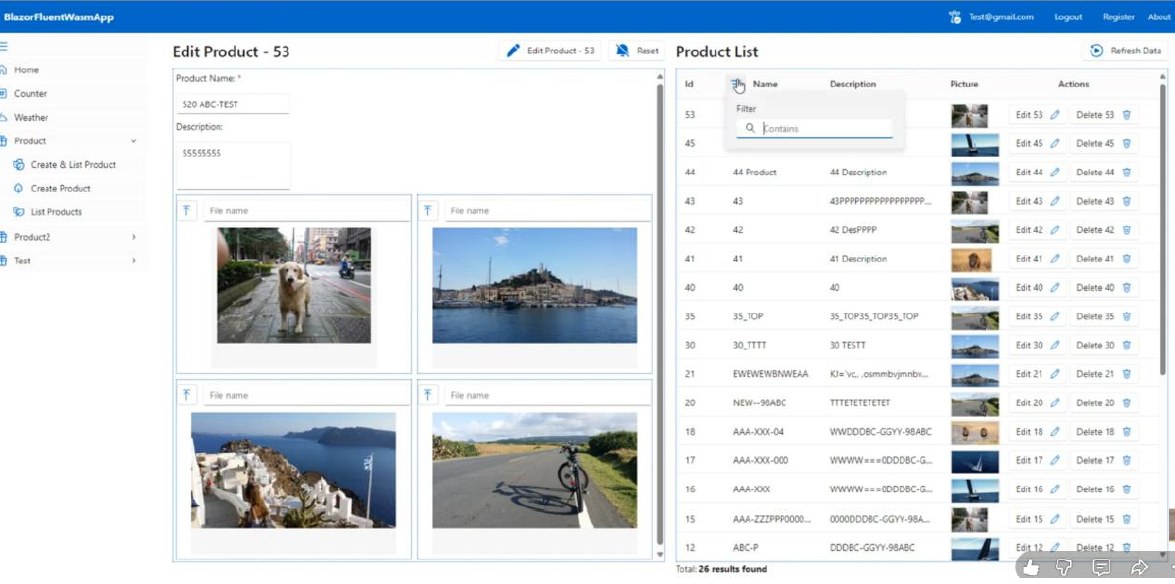 BlazorFluentWasmApp
Test@gmail.com Logout Register About
Home
Counter
Weather
Product
Create & List Product
Create Product
List Products
Product2
Test
Edit Product - 53
Edit Product - 53 Reset
Product Name: *
520 ABC-TEST
Description:
55555555
File name
File name
File name
File name
Product List
Refresh Data
Id Name Description Picture Actions
Filter
Contains
53 Edit 53 Delete 53
45 Edit 45 Delete 45
44 44 Product 44 Description Edit 44 Delete 44
43 43 43PPPPPPPPPPPPPPPPP... Edit 43 Delete 43
42 42 42 DesPPPP Edit 42 Delete 42
41 41 41 Description Edit 41 Delete 41
40 40 40 Edit 40 Delete 40
35 35_TOP 35_TOP35_TOP35_TOP Edit 35 Delete 35
30 30_TTTT 30 TESTT Edit 30 Delete 30
21 EWEWEWBNWEAA Edit 21 Delete 21
20 NEW--98ABC TTTETETETETET Edit 20 Delete 20
18 AAA-XXX-04 WWDDDBC-GGYY-98ABC Edit 18 Delete 18
17 AAA-XXX-000 WWWW===0DDDBC-G... Edit 17 Delete 17
16 AAA-XXX WWWW===0DDDBC-G... Edit 16 Delete 16
15 AAA-ZZZPPP0000... 0000DDDBC-GGYY-98A... Edit 15 Delete 15
12 ABC-P DDDBC-GGYY-98ABC Edit 12 Delete 12
Total: 26 results found